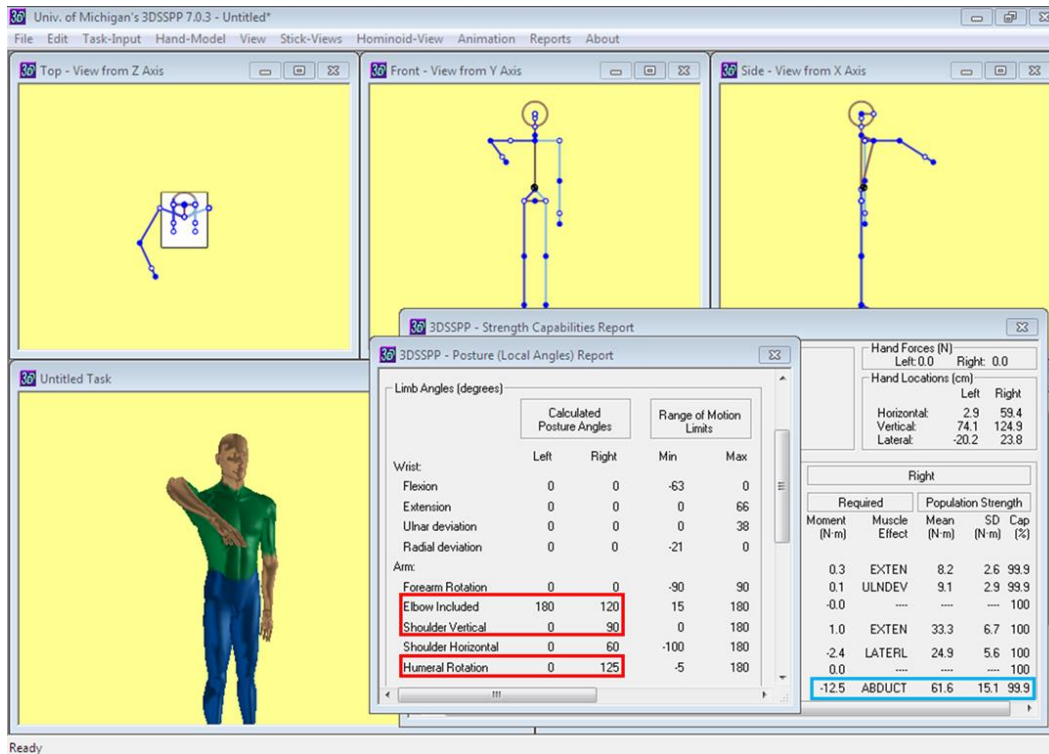 Univ. of Michigan's 3DSSPP 7.0.3 - Untitled*
File Edit Task-Input Hand-Model View Stick-Views Hominoid-View Animation Reports About
Top - View from Z Axis
Front - View from Y Axis
Side - View from X Axis
3DSSPP - Strength Capabilities Report
Hand Forces (N)
Left: 0.0 Right: 0.0
Hand Locations (cm)
Left Right
Horizontal: 2.9 59.4
Vertical: 74.1 124.9
Lateral: -20.2 23.8
Right
Required Population Strength
Moment Muscle Mean SD Cap
(N·m) Effect (N·m) (N·m) (%)
0.3 EXTEN 8.2 2.6 99.9
0.1 ULNDEV 9.1 2.9 99.9
-0.0 ---- ---- ---- 100
1.0 EXTEN 33.3 6.7 100
-2.4 LATERL 24.9 5.6 100
0.0 ---- ---- ---- 100
-12.5 ABDUCT 61.6 15.1 99.9
3DSSPP - Posture (Local Angles) Report
Limb Angles (degrees)
Calculated Range of Motion
Posture Angles Limits
Left Right Min Max
Wrist:
Flexion 0 0 -63 0
Extension 0 0 0 66
Ulnar deviation 0 0 0 38
Radial deviation 0 0 -21 0
Arm:
Forearm Rotation 0 0 -90 90
Elbow Included 180 120 15 180
Shoulder Vertical 0 90 0 180
Shoulder Horizontal 0 60 -100 180
Humeral Rotation 0 125 -5 180
Untitled Task
Ready